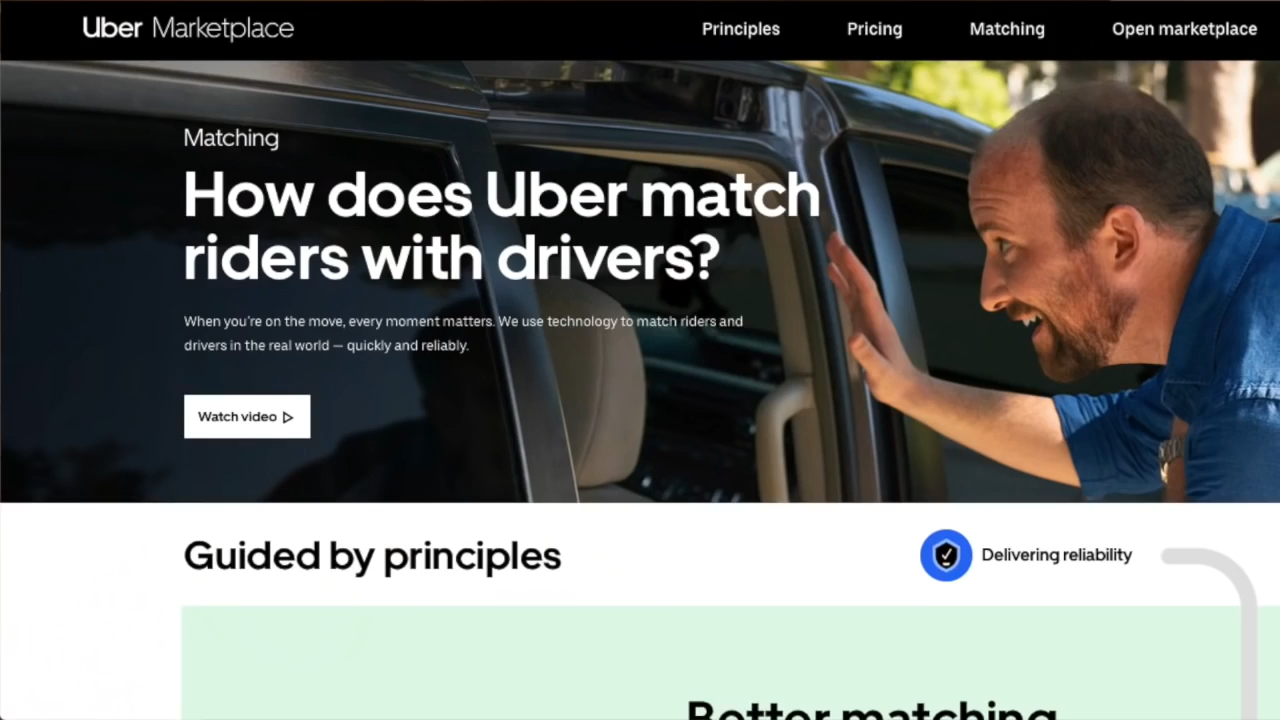 Uber Marketplace
Principles
Pricing
Matching
Open marketplace
Matching
How does Uber match
riders with drivers?
When you're on the move, every moment matters. We use technology to match riders and
drivers in the real world — quickly and reliably.
Watch video
Guided by principles
Delivering reliability
Better matching